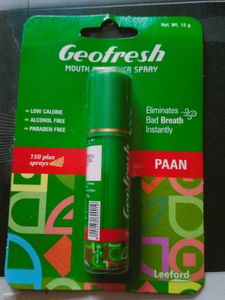 Net. Wt. 15 g
Geofresh
MOUTH FRESHENER SPRAY
– LOW CALORIE
– ALCOHOL FREE
– PARABEN FREE
Eliminates
Bad Breath
Instantly
150 plus
sprays
PAAN
Geofresh
Leeford